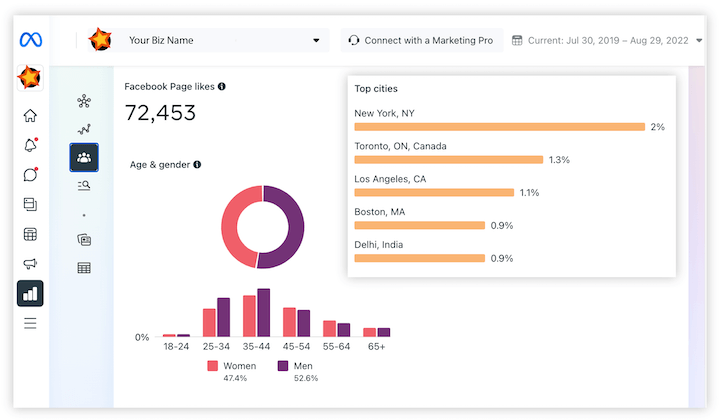 Your Biz Name
Connect with a Marketing Pro
Current: Jul 30, 2019 – Aug 29, 2022
Facebook Page likes
72,453
Age & gender
0%
18-24 25-34 35-44 45-54 55-64 65+
Women Men
47.4% 52.6%
Top cities
New York, NY
2%
Toronto, ON, Canada
1.3%
Los Angeles, CA
1.1%
Boston, MA
0.9%
Delhi, India
0.9%